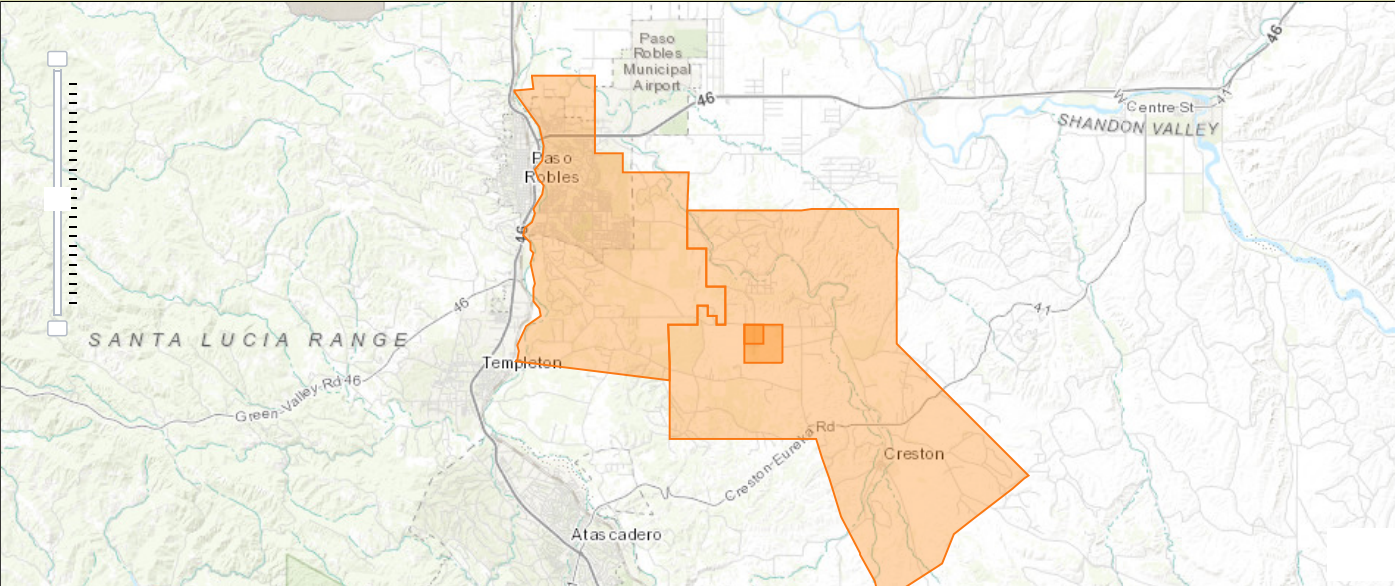 Paso
Robles
Municipal
Airport
46
46
W
Centre St
41
SHANDON VALLEY
Paso
Robles
46
46
41
SANTA LUCIA RANGE
Templeton
Green-Valley-Rd 46
Creston-Eureka Rd
Creston
Atascadero